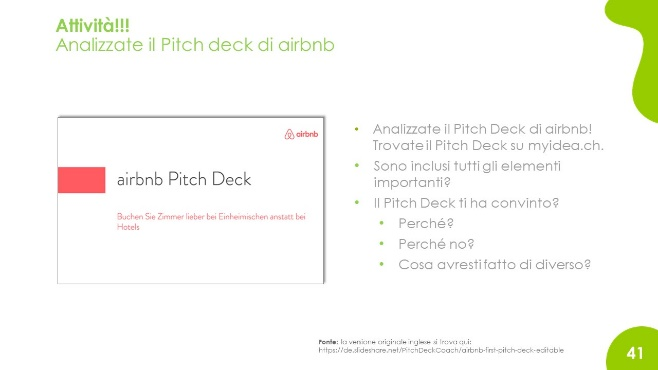 Attività!!!
Analizzate il Pitch deck di airbnb
airbnb
airbnb Pitch Deck
Buchen Sie Zimmer lieber bei Einheimischen anstatt bei
Hotels
• Analizzate il Pitch Deck di airbnb!
Trovate il Pitch Deck su myidea.ch.
• Sono inclusi tutti gli elementi
importanti?
• Il Pitch Deck ti ha convinto?
• Perché?
• Perché no?
• Cosa avresti fatto di diverso?
Fonte: la versione originale inglese si trova qui:
https://de.slideshare.net/PitchDeckCoach/airbnb-first-pitch-deck-editable
41